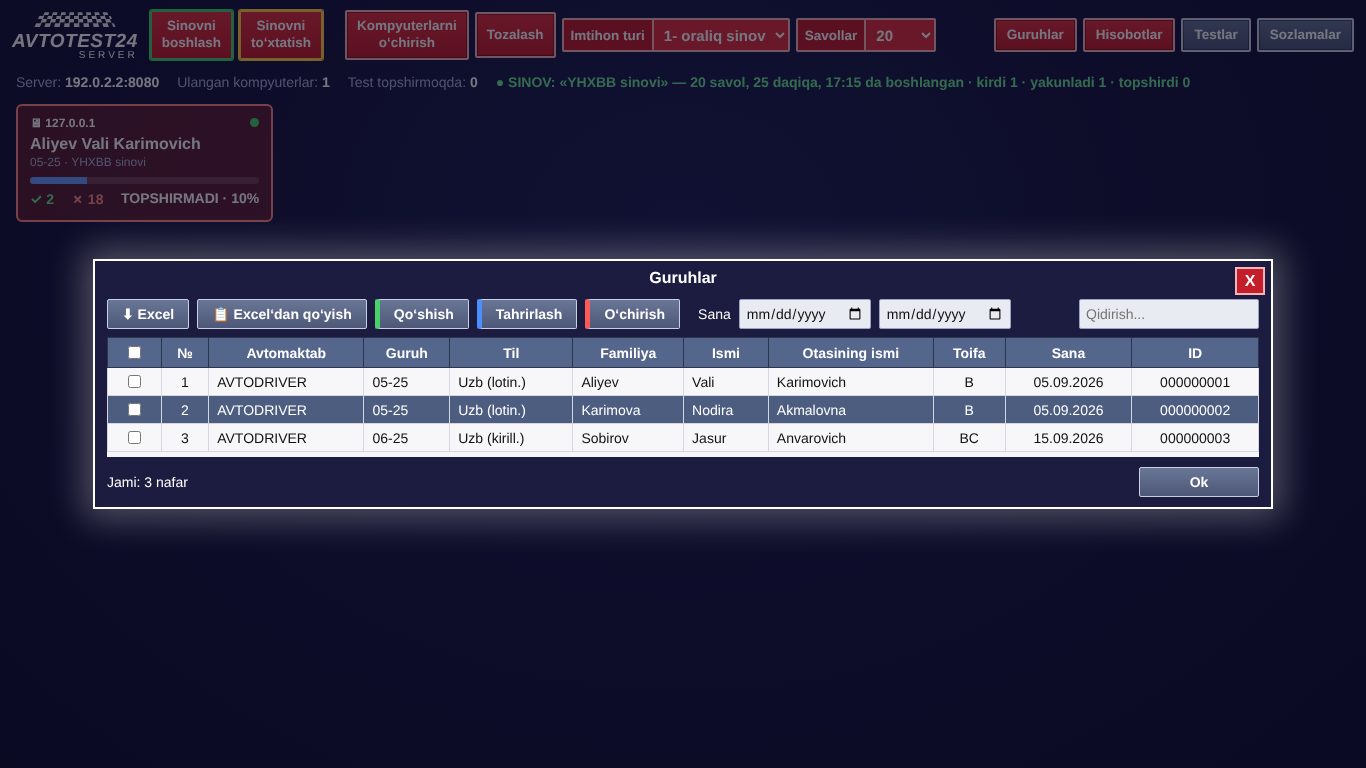 AVTOTEST24
SERVER
Sinovni
boshlash
Sinovni
to‘xtatish
Kompyuterlarni
o‘chirish
Tozalash
Imtihon turi 1- oraliq sinov
Savollar 20
Guruhlar
Hisobotlar
Testlar
Sozlamalar
Server: 192.0.2.2:8080 Ulangan kompyuterlar: 1 Test topshirmoqda: 0 ● SINOV: «YHXBB sinovi» — 20 savol, 25 daqiqa, 17:15 da boshlangan · kirdi 1 · yakunladi 1 · topshirdi 0
🖥 127.0.0.1
Aliyev Vali Karimovich
05-25 · YHXBB sinovi
✓ 2 ✕ 18 TOPSHIRMADI · 10%
Guruhlar
X
⬇ Excel 📋 Excel‘dan qo‘yish Qo‘shish Tahrirlash O‘chirish Sana mm/dd/yyyy mm/dd/yyyy Qidirish...
№ Avtomaktab Guruh Til Familiya Ismi Otasining ismi Toifa Sana ID
1 AVTODRIVER 05-25 Uzb (lotin.) Aliyev Vali Karimovich B 05.09.2026 000000001
2 AVTODRIVER 05-25 Uzb (lotin.) Karimova Nodira Akmalovna B 05.09.2026 000000002
3 AVTODRIVER 06-25 Uzb (kirill.) Sobirov Jasur Anvarovich BC 15.09.2026 000000003
Jami: 3 nafar
Ok